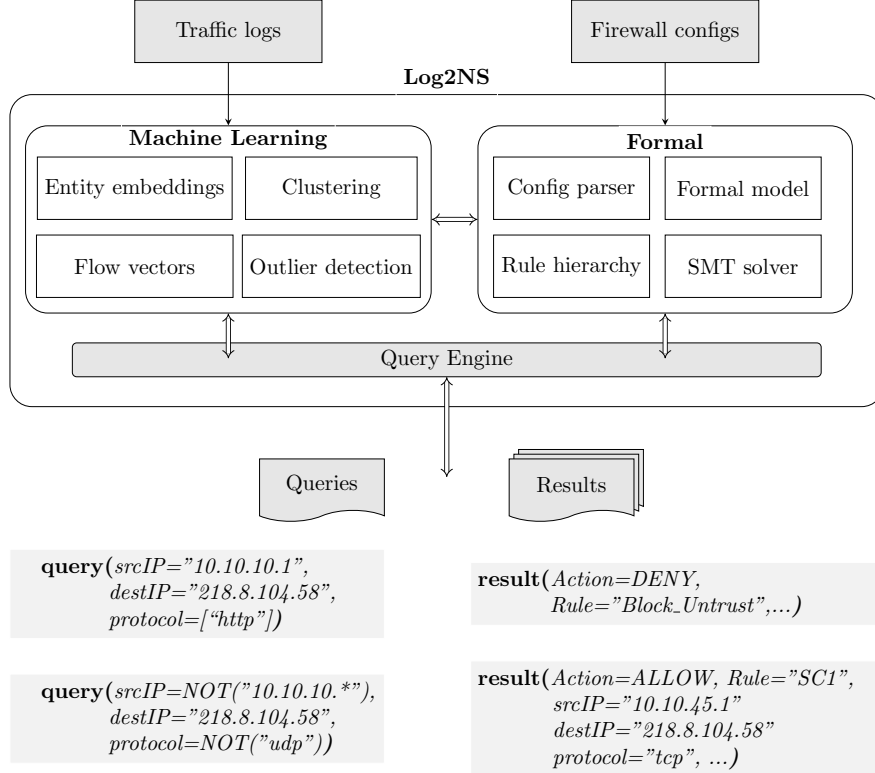 Traffic logs
Firewall configs
Log2NS
Machine Learning
Formal
Entity embeddings
Clustering
Config parser
Formal model
Flow vectors
Outlier detection
Rule hierarchy
SMT solver
Query Engine
Queries
Results
query(srcIP=”10.10.10.1”,
destIP=”218.8.104.58”,
protocol=[“http”])
result(Action=DENY,
Rule=”Block_Untrust”,...)
query(srcIP=NOT(”10.10.10.*”),
destIP=”218.8.104.58”,
protocol=NOT(”udp”))
result(Action=ALLOW, Rule=”SC1”,
srcIP=”10.10.45.1”
destIP=”218.8.104.58”
protocol=”tcp”, ...)